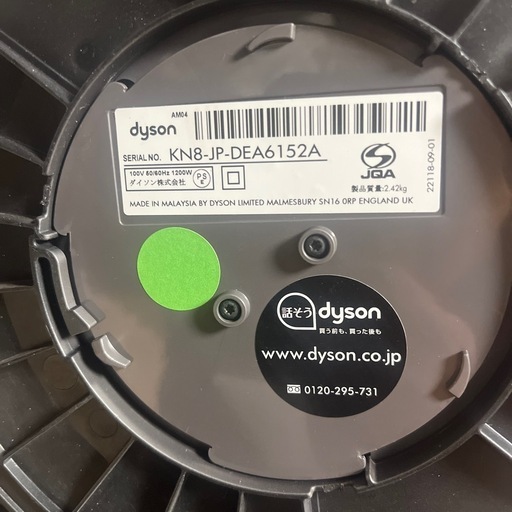 AM04
dyson
SERIAL NO. KN8-JP-DEA6152A
100V 50/60Hz 1200W
ダイソン株式会社
PS
E
JQA
製品質量:2.42kg
MADE IN MALAYSIA BY DYSON LIMITED MALMESBURY SN16 0RP ENGLAND UK
22118-09-01
話そう dyson
買う前も、買った後も
www.dyson.co.jp
0120-295-731